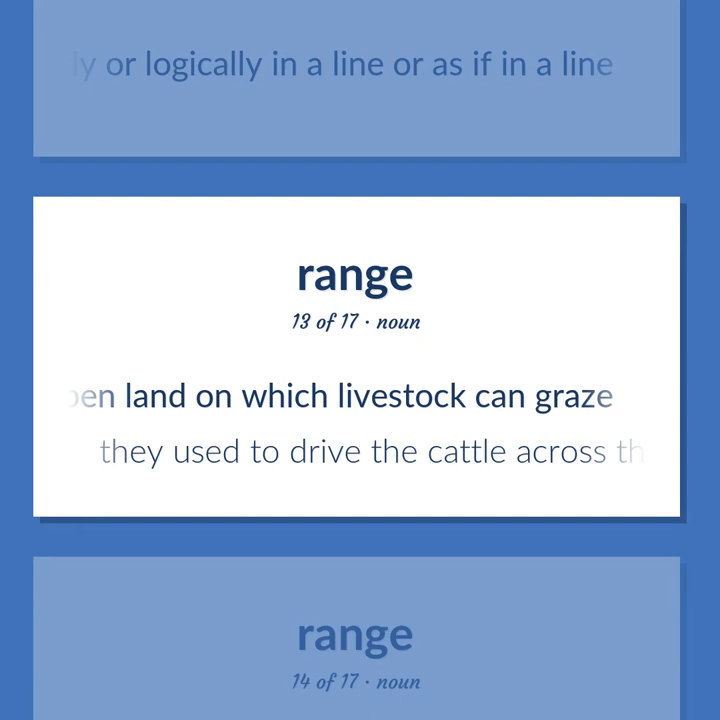 or logically in a line or as if in a line
range
13 of 17 · noun
land on which livestock can graze
they used to drive the cattle across
range
14 of 17 · noun